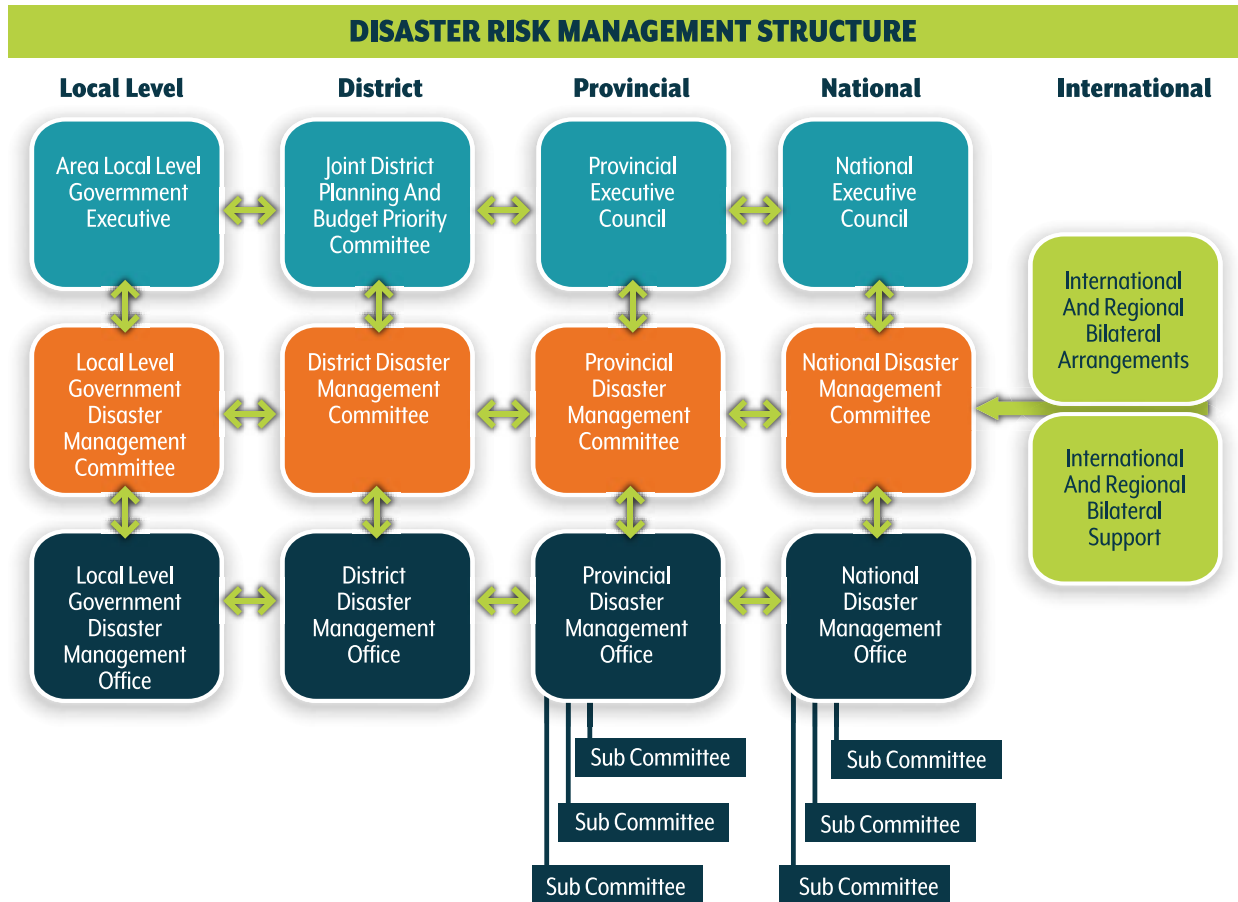 DISASTER RISK MANAGEMENT STRUCTURE
Local Level
District
Provincial
National
International
Area Local Level
Government
Executive
Joint District
Planning And
Budget Priority
Committee
Provincial
Executive
Council
National
Executive
Council
International
And Regional
Bilateral
Arrangements
Local Level
Government
Disaster
Management
Committee
District Disaster
Management
Committee
Provincial
Disaster
Management
Committee
National Disaster
Management
Committee
International
And Regional
Bilateral
Support
Local Level
Government
Disaster
Management
Office
District
Disaster
Management
Office
Provincial
Disaster
Management
Office
National
Disaster
Management
Office
Sub Committee
Sub Committee
Sub Committee
Sub Committee
Sub Committee
Sub Committee